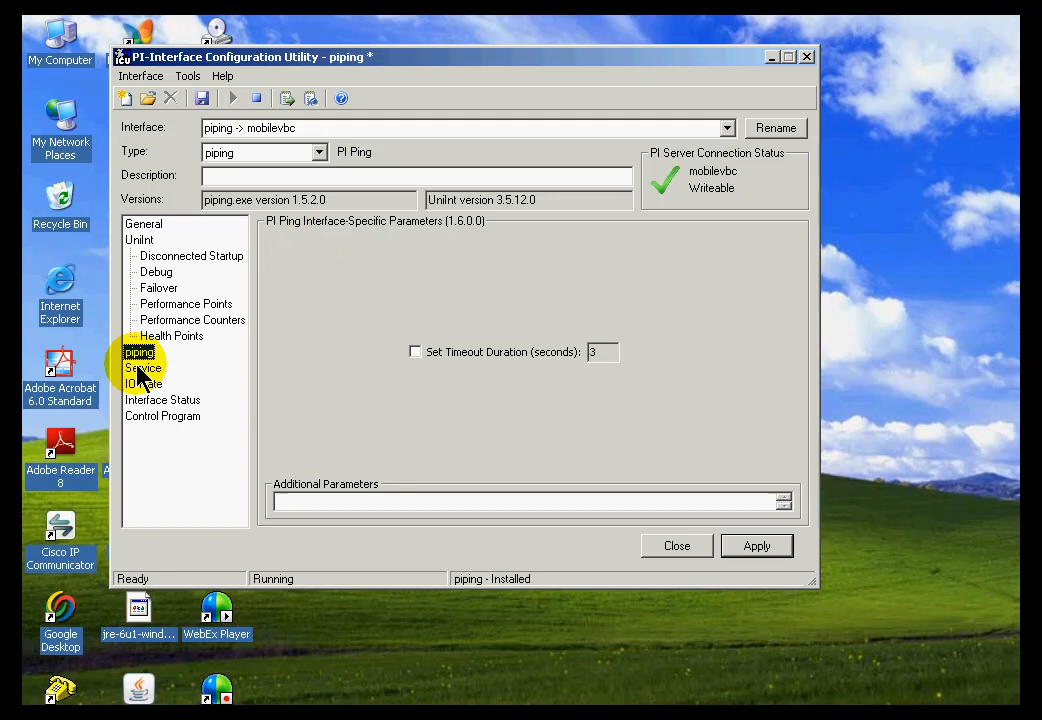 My Computer
My Network
Places
Recycle Bin
Internet
Explorer
Adobe Acrobat
6.0 Standard
Adobe Reader
8
A
Cisco IP
Communicator
Google
Desktop
jre-6u1-wind...
WebEx Player
ICU PI-Interface Configuration Utility - piping *
Interface Tools Help
Interface: piping -> mobilevbc Rename
Type: piping PI Ping
Description:
Versions: piping.exe version 1.5.2.0 UniInt version 3.5.12.0
PI Server Connection Status
mobilevbc
Writeable
General
UniInt
Disconnected Startup
Debug
Failover
Performance Points
Performance Counters
Health Points
piping
Service
IO Rate
Interface Status
Control Program
PI Ping Interface-Specific Parameters (1.6.0.0)
Set Timeout Duration (seconds): 3
Additional Parameters
Close Apply
Ready Running piping - Installed